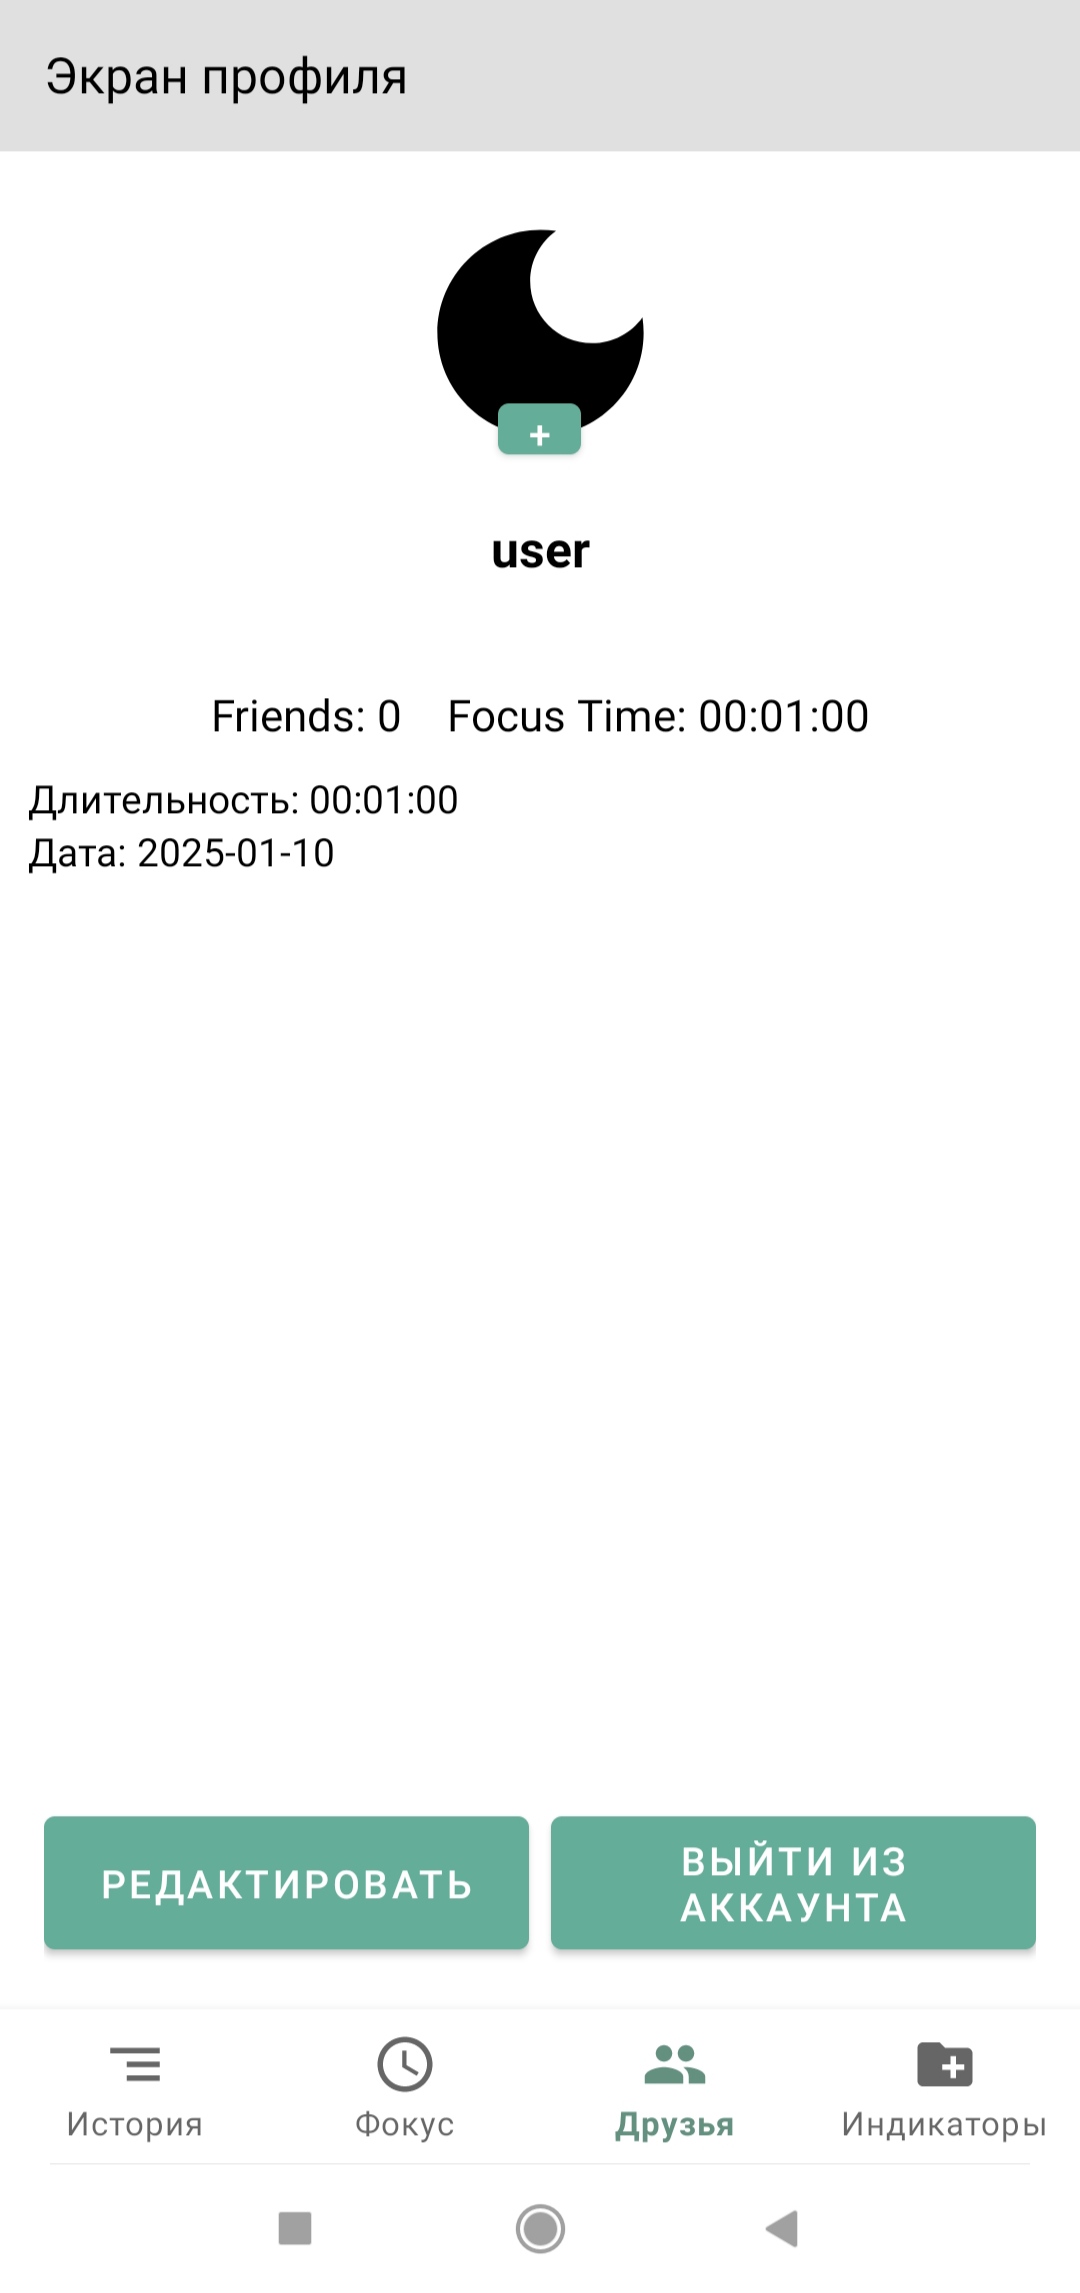 Экран профиля
+
user
Friends: 0 Focus Time: 00:01:00
Длительность: 00:01:00
Дата: 2025-01-10
РЕДАКТИРОВАТЬ
ВЫЙТИ ИЗ
АККАУНТА
История Фокус Друзья Индикаторы